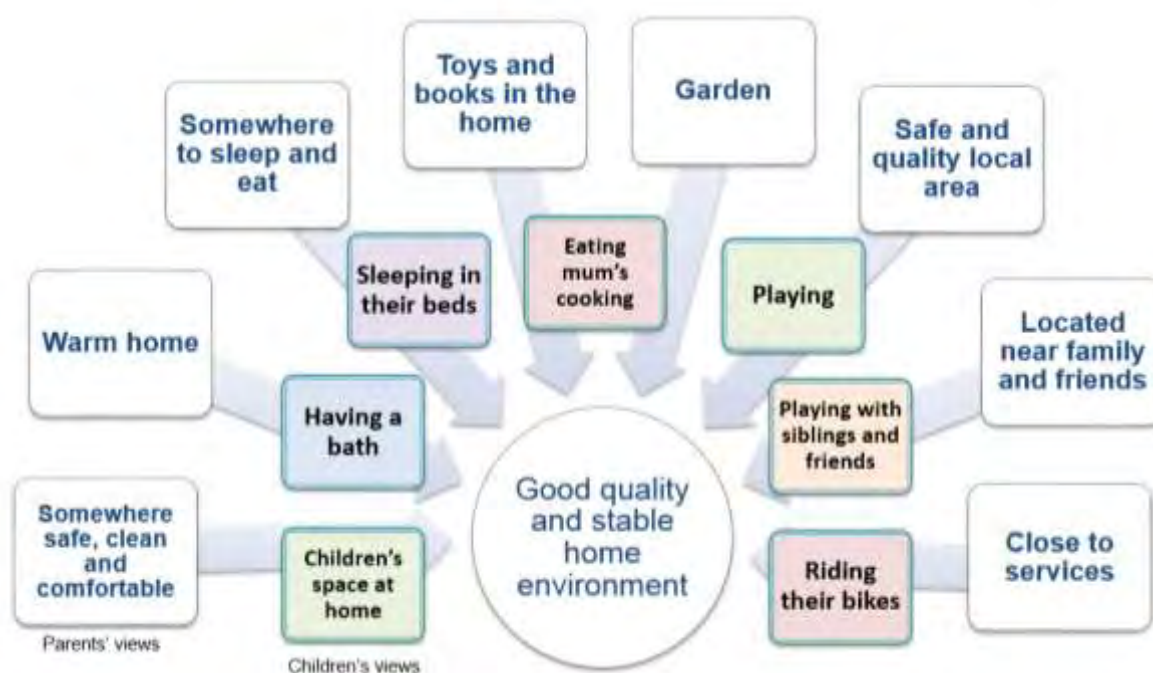 Toys and
books in the
home
Garden
Somewhere
to sleep and
eat
Safe and
quality local
area
Sleeping in
their beds
Eating
mum's
cooking
Playing
Warm home
Located
near family
and friends
Having a
bath
Playing with
siblings and
friends
Good quality
and stable
home
environment
Somewhere
safe, clean
and
comfortable
Children's
space at
home
Riding
their bikes
Close to
services
Parents' views
Children's views